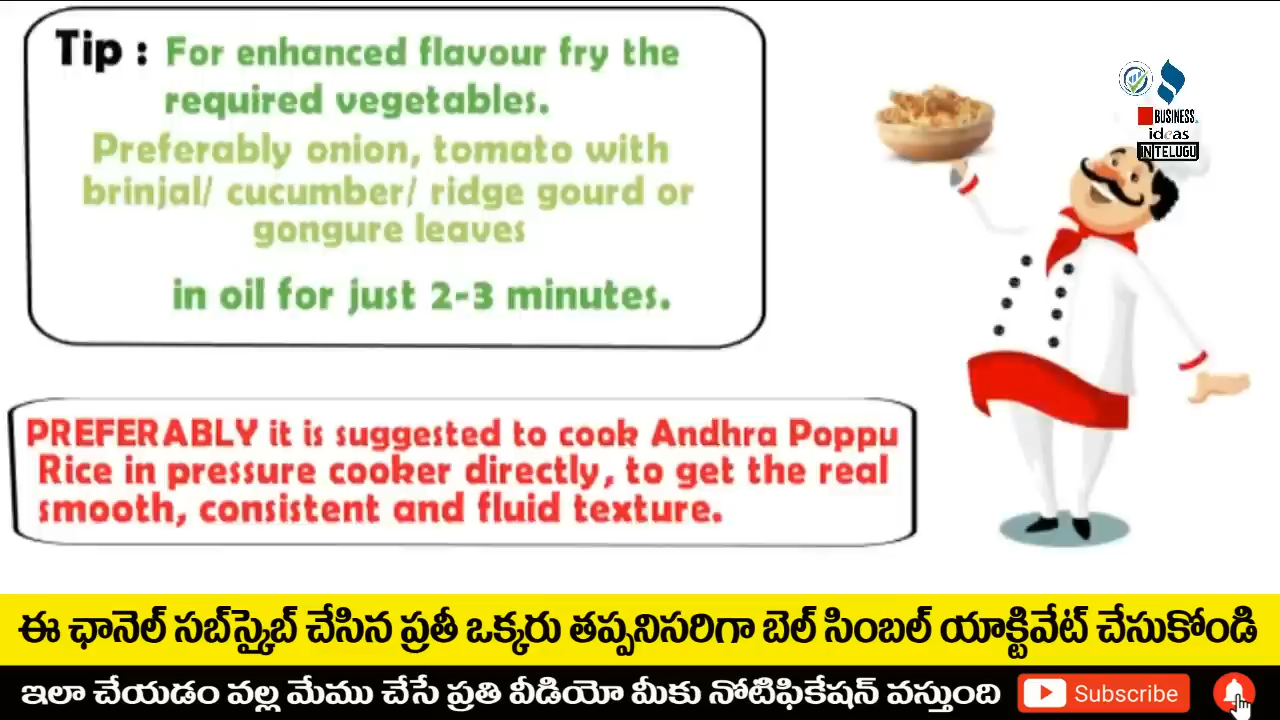 Tip : For enhanced flavour fry the
required vegetables.
Preferably onion, tomato with
brinjal/ cucumber/ ridge gourd or
gongure leaves
in oil for just 2-3 minutes.
BUSINESS
ideas
IN TELUGU
PREFERABLY it is suggested to cook Andhra Poppu
Rice in pressure cooker directly, to get the real
smooth, consistent and fluid texture.
ఈ ఛానెల్ సబ్‌స్క్రైబ్ చేసిన ప్రతీ ఒక్కరు తప్పనిసరిగా బెల్ సింబల్ యాక్టివేట్ చేసుకోండి
ఇలా చేయడం వల్ల మేము చేసే ప్రతి వీడియో మీకు నోటిఫికేషన్ వస్తుంది
Subscribe